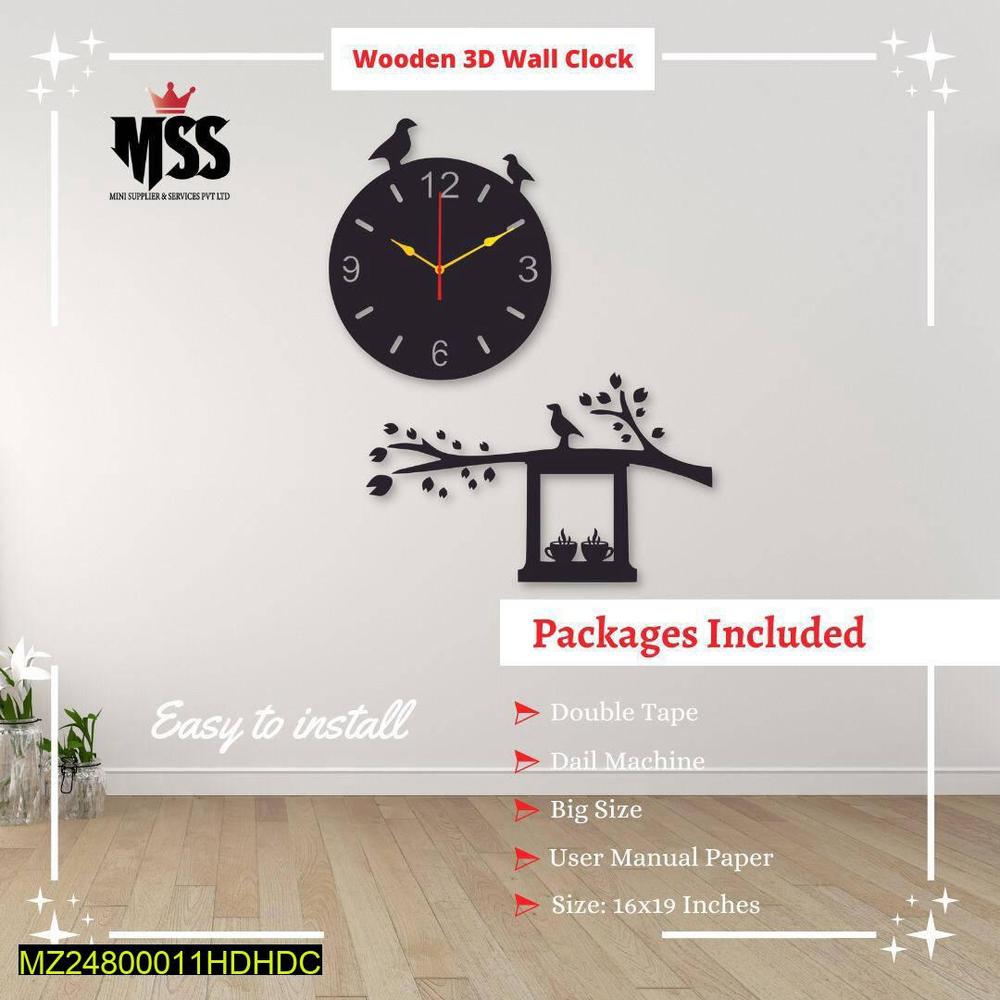 Wooden 3D Wall Clock
MSS
MINI SUPPLIER & SERVICES PVT LTD
12
9
3
6
Packages Included
Easy to install
Double Tape
Dail Machine
Big Size
User Manual Paper
Size: 16x19 Inches
MZ24800011HDHDC